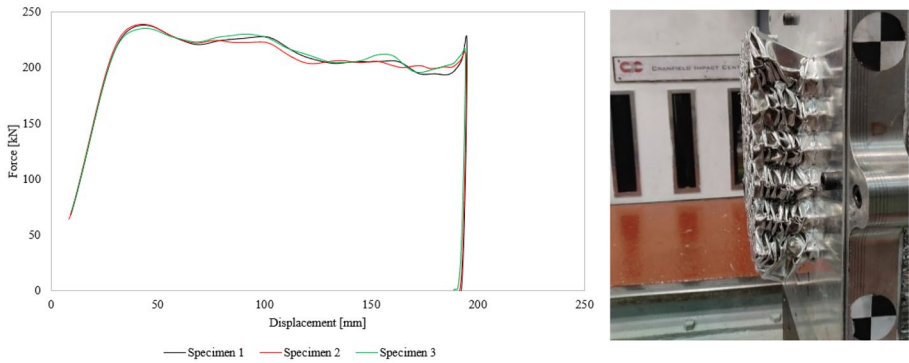 250
200
150
100
50
0
Force [kN]
0 50 100 150 200 250
Displacement [mm]
Specimen 1 Specimen 2 Specimen 3
CRANFIELD IMPACT CENT